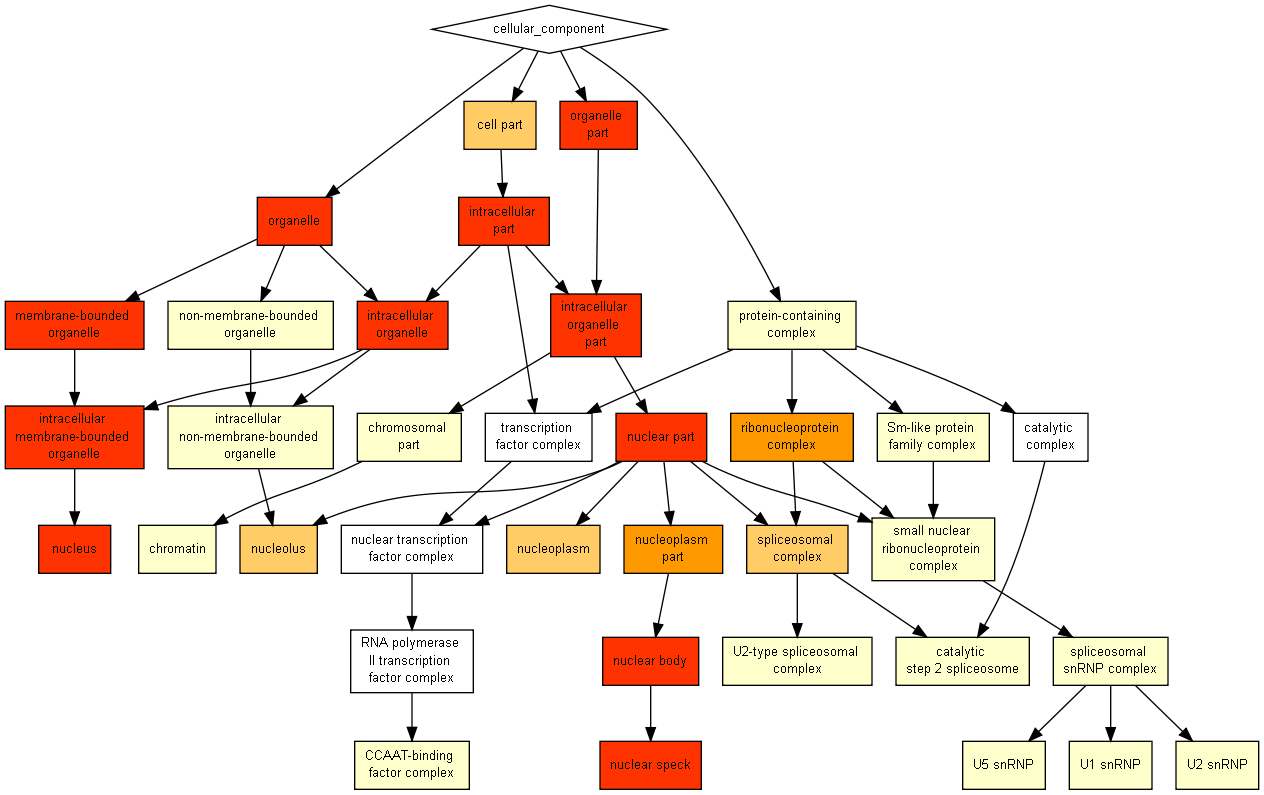 cellular_component
cell part
organelle
part
organelle
intracellular
part
membrane-bounded
organelle
non-membrane-bounded
organelle
intracellular
organelle
intracellular
organelle
part
protein-containing
complex
intracellular
membrane-bounded
organelle
intracellular
non-membrane-bounded
organelle
chromosomal
part
transcription
factor complex
nuclear part
ribonucleoprotein
complex
Sm-like protein
family complex
catalytic
complex
nucleus
chromatin
nucleolus
nuclear transcription
factor complex
nucleoplasm
nucleoplasm
part
spliceosomal
complex
small nuclear
ribonucleoprotein
complex
RNA polymerase
II transcription
factor complex
nuclear body
U2-type spliceosomal
complex
catalytic
step 2 spliceosome
spliceosomal
snRNP complex
CCAAT-binding
factor complex
nuclear speck
U5 snRNP
U1 snRNP
U2 snRNP